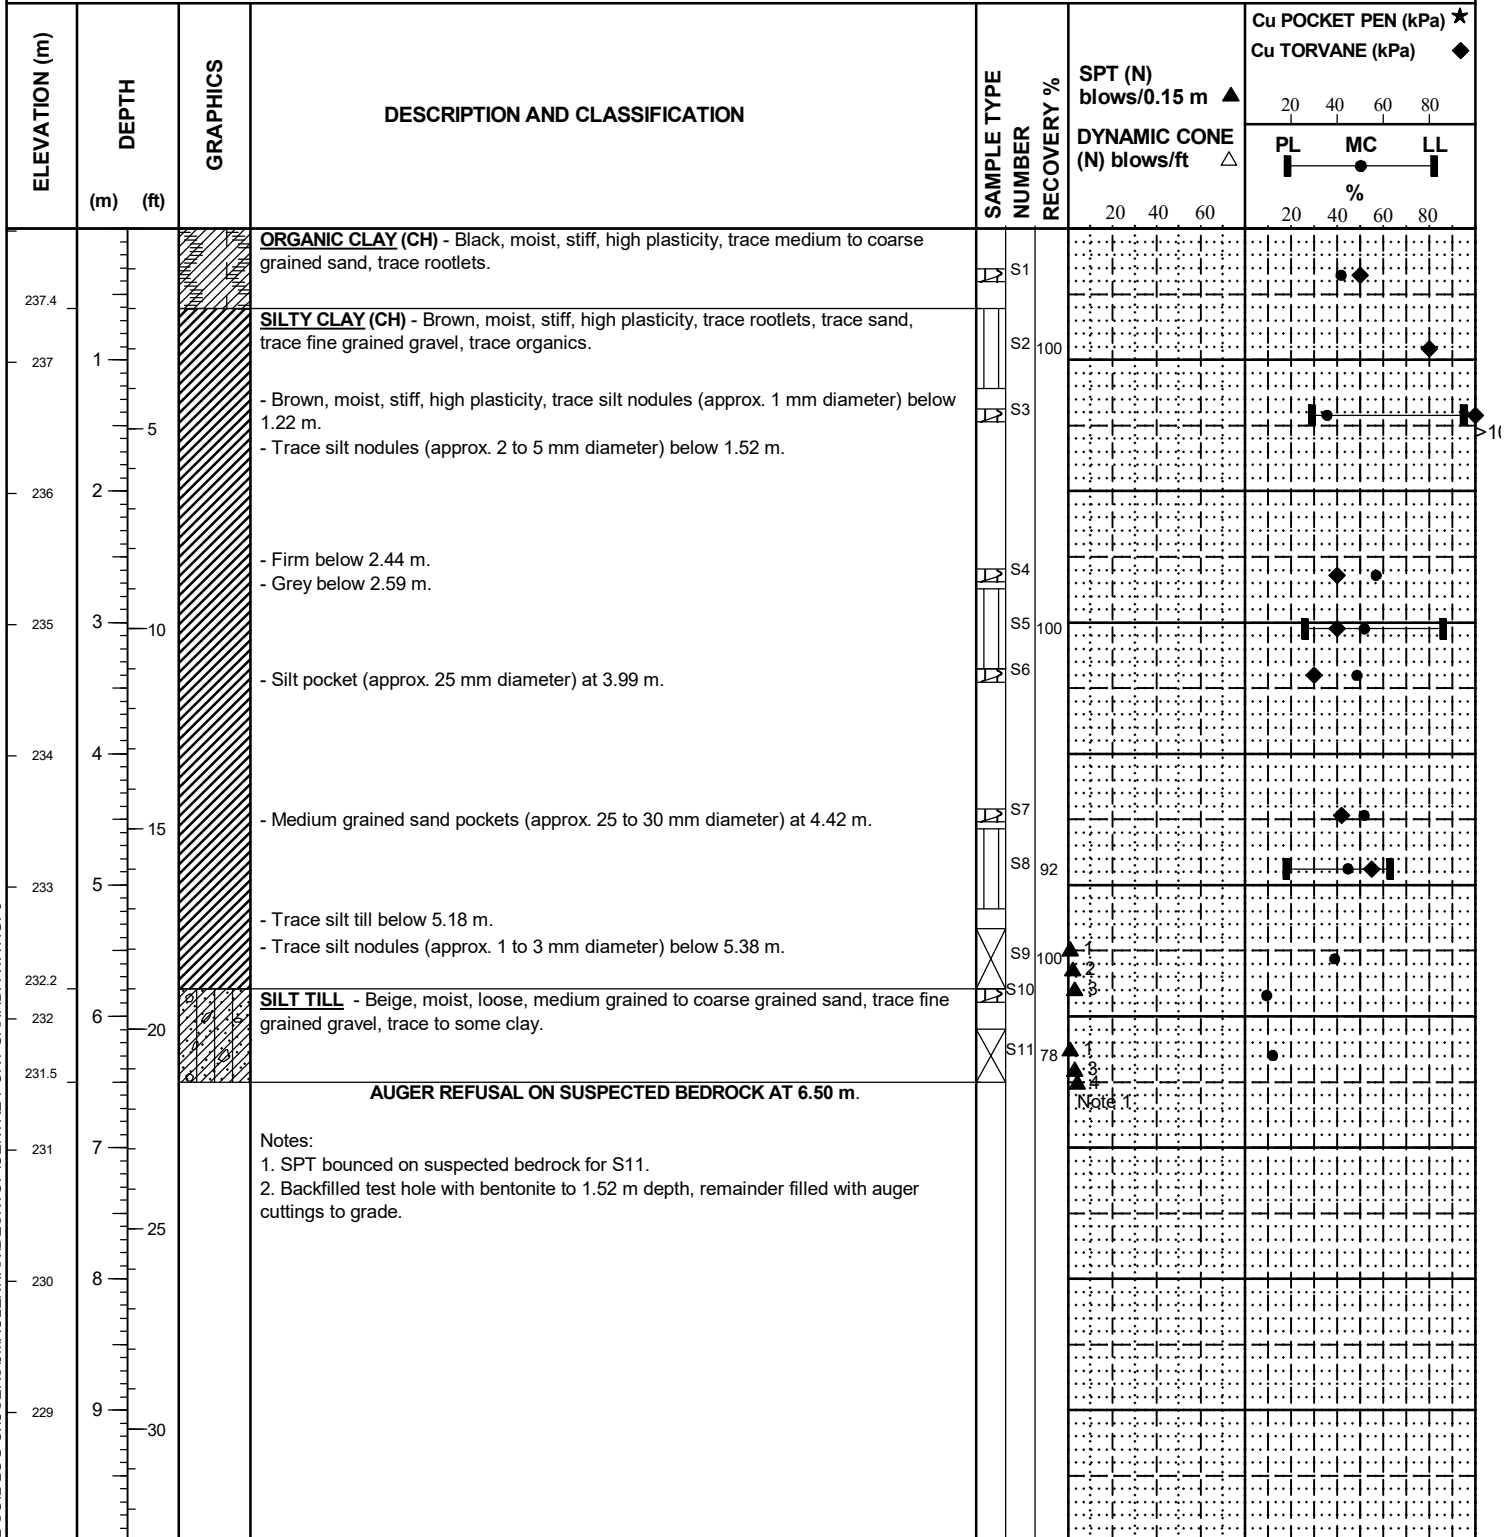 ELEVATION (m)
DEPTH
(m) (ft)
GRAPHICS
DESCRIPTION AND CLASSIFICATION
SAMPLE TYPE
NUMBER
RECOVERY %
SPT (N)
blows/0.15 m ▲
DYNAMIC CONE
(N) blows/ft △
20 40 60
Cu POCKET PEN (kPa) ★
Cu TORVANE (kPa) ◆
20 40 60 80
PL MC LL
%
20 40 60 80
ORGANIC CLAY (CH) - Black, moist, stiff, high plasticity, trace medium to coarse
grained sand, trace rootlets.
S1
237.4
SILTY CLAY (CH) - Brown, moist, stiff, high plasticity, trace rootlets, trace sand,
trace fine grained gravel, trace organics.
S2 100
237 1
- Brown, moist, stiff, high plasticity, trace silt nodules (approx. 1 mm diameter) below
1.22 m.
S3
5
>10
- Trace silt nodules (approx. 2 to 5 mm diameter) below 1.52 m.
236 2
- Firm below 2.44 m.
S4
- Grey below 2.59 m.
235 3 10
S5 100
- Silt pocket (approx. 25 mm diameter) at 3.99 m.
S6
234 4
- Medium grained sand pockets (approx. 25 to 30 mm diameter) at 4.42 m.
S7
15
S8 92
233 5
- Trace silt till below 5.18 m.
- Trace silt nodules (approx. 1 to 3 mm diameter) below 5.38 m.
S9 100
1
2
3
232.2
SILT TILL - Beige, moist, loose, medium grained to coarse grained sand, trace fine
grained gravel, trace to some clay.
S10
232 6 20
S11 78
1
3
4
Note 1
231.5
AUGER REFUSAL ON SUSPECTED BEDROCK AT 6.50 m.
231 7
Notes:
1. SPT bounced on suspected bedrock for S11.
2. Backfilled test hole with bentonite to 1.52 m depth, remainder filled with auger
cuttings to grade.
25
230 8
229 9
30